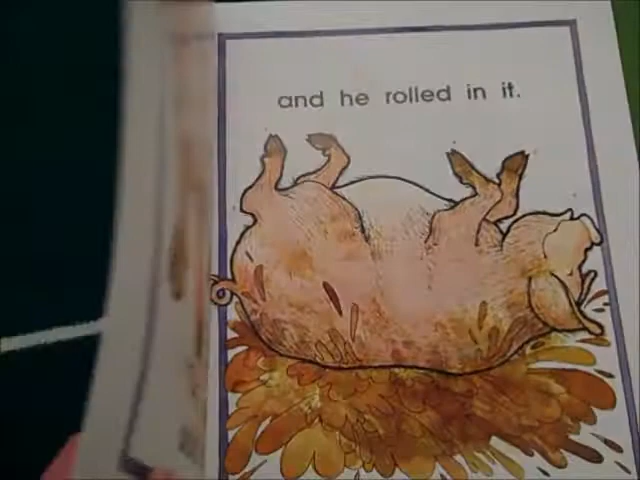 and he rolled in it.